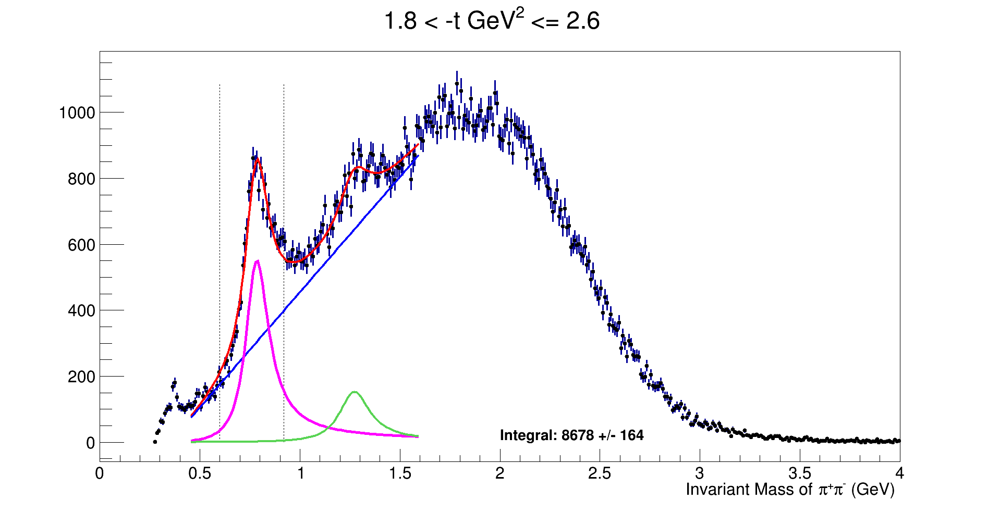 1.8 < -t GeV² <= 2.6
1000
800
600
400
200
0
Integral: 8678 +/- 164
0 0.5 1 1.5 2 2.5 3 3.5 4
Invariant Mass of π⁺π⁻ (GeV)